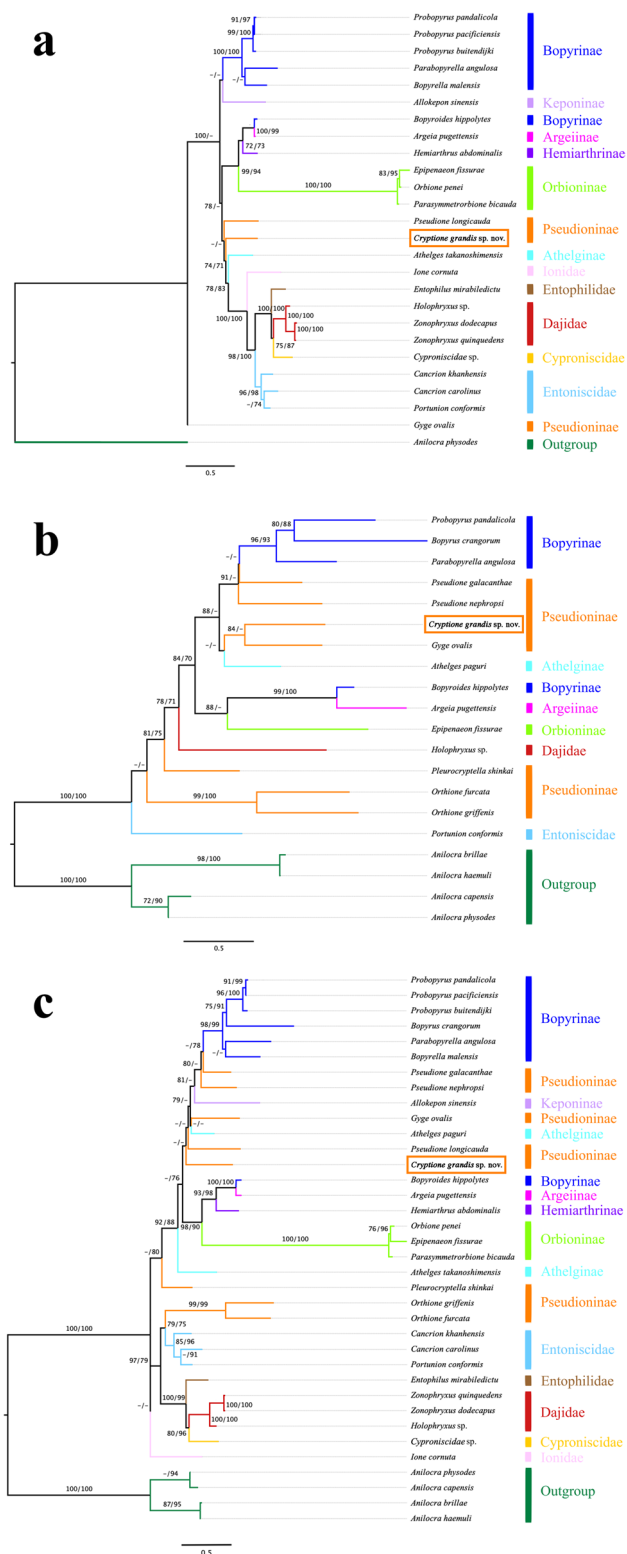 a
91/97
Probopyrus pandalicola
99/100
Probopyrus pacificiensis
100/100
Probopyrus buitendijki
Bopyrinae
Parabopyrella angulosa
-/-
-/-
Bopyrella malensis
Allokepon sinensis
Keponinae
Bopyroides hippolytes
Bopyrinae
100/-
100/99
Argeia pugettensis
Argeiinae
72/73
Hemiarthrus abdominalis
Hemiarthrinae
99/94
83/95
Epipenaeon fissurae
100/100
Orbione penei
Orbioninae
Parasymmetrorbione bicauda
78/-
Pseudione longicauda
Pseudioninae
-/-
Cryptione grandis sp. nov.
74/71
Athelges takanoshimensis
Athelginae
Ione cornuta
Ionidae
78/83
Entophilus mirabiledictu
Entophilidae
100/100
100/100
Holophryxus sp.
100/100
Zonophryxus dodecapus
Dajidae
75/87
Zonophryxus quinquedens
98/100
Cyproniscidae sp.
Cyproniscidae
Cancrion khanhensis
96/98
Cancrion carolinus
Entoniscidae
-/74
Portunion conformis
Gyge ovalis
Pseudioninae
Anilocra physodes
Outgroup
0.5
b
80/88
Probopyrus pandalicola
96/93
Bopyrus crangorum
Bopyrinae
-/-
Parabopyrella angulosa
91/-
Pseudione galacanthae
Pseudione nephropsi
88/-
84/-
Cryptione grandis sp. nov.
Pseudioninae
Gyge ovalis
84/70
Athelges paguri
Athelginae
99/100
Bopyroides hippolytes
Bopyrinae
88/-
Argeia pugettensis
Argeiinae
78/71
Epipenaeon fissurae
Orbioninae
81/75
Holophryxus sp.
Dajidae
-/-
Pleurocryptella shinkai
99/100
Orthione furcata
Pseudioninae
100/100
Orthione griffenis
Portunion conformis
Entoniscidae
98/100
Anilocra brillae
Anilocra haemuli
100/100
Outgroup
72/90
Anilocra capensis
Anilocra physodes
0.5
c
91/99
Probopyrus pandalicola
96/100
Probopyrus pacificiensis
75/91
Probopyrus buitendijki
98/99
Bopyrus crangorum
Bopyrinae
-/78
Parabopyrella angulosa
-/-
Bopyrella malensis
80/-
Pseudione galacanthae
Pseudioninae
81/-
Pseudione nephropsi
79/-
Allokepon sinensis
Keponinae
Gyge ovalis
Pseudioninae
-/-
-/-
Athelges paguri
Athelginae
-/-
Pseudione longicauda
Pseudioninae
Cryptione grandis sp. nov.
-/76
100/100
Bopyroides hippolytes
Bopyrinae
93/98
Argeia pugettensis
Argeiinae
Hemiarthrus abdominalis
Hemiarthrinae
92/88
98/90
76/96
Orbione penei
100/100
Epipenaeon fissurae
Orbioninae
Parasymmetrorbione bicauda
-/80
Athelges takanoshimensis
Athelginae
Pleurocryptella shinkai
99/99
Orthione griffenis
Pseudioninae
Orthione furcata
79/75
Cancrion khanhensis
100/100
85/96
Cancrion carolinus
Entoniscidae
-/91
Portunion conformis
97/79
Entophilus mirabiledictu
Entophilidae
100/99
Zonophryxus quinquedens
100/100
Zonophryxus dodecapus
Dajidae
-/-
100/100
Holophryxus sp.
80/96
Cyproniscidae sp.
Cyproniscidae
Ione cornuta
Ionidae
-/94
Anilocra physodes
100/100
Anilocra capensis
Outgroup
87/95
Anilocra brillae
Anilocra haemuli
0.5